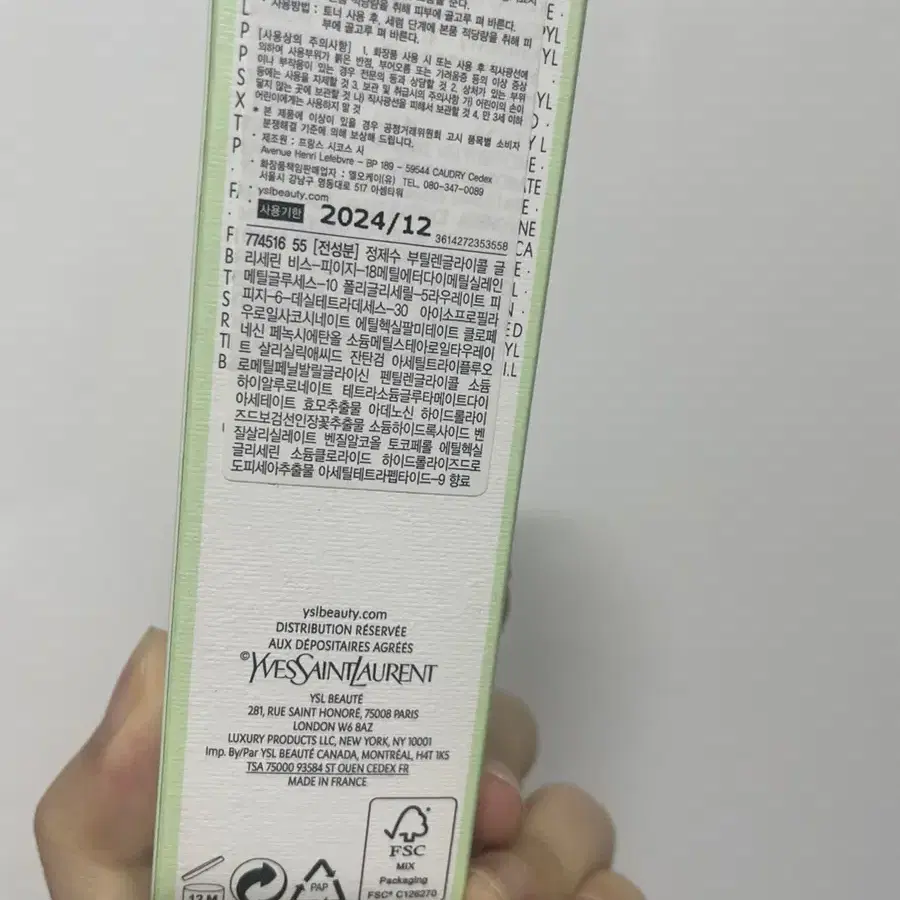 · 사용방법 : 토너 사용 후, 세럼 단계에 본품 적당량을 취해 피
부에 골고루 펴 바른다.
[사용상의 주의사항] 1. 화장품 사용 시 또는 사용 후 직사광선에
의하여 사용부위가 붉은 반점, 부어오름 또는 가려움증 등의 이상 증상
이나 부작용이 있는 경우 전문의 등과 상담할 것 2. 상처가 있는 부위
등에는 사용을 자제할 것 3. 보관 및 취급시의 주의사항 가) 어린이의 손이
닿지 않는 곳에 보관할 것 나) 직사광선을 피해서 보관할 것 4. 만 3세 이하
어린이에게는 사용하지 말 것
* 본 제품에 이상이 있을 경우 공정거래위원회 고시 품목별 소비자
분쟁해결 기준에 의해 보상해 드립니다.
· 제조원 : 프랑스 시코스 사
Avenue Henri Lefebvre – BP 189 – 59544 CAUDRY Cedex
· 화장품책임판매업자 : 엘오케이(유) TEL. 080-347-0089
서울시 강남구 영동대로 517 아셈타워
yslbeauty.com
사용기한 2024/12
3614272353558
774516 55 [전성분] 정제수 부틸렌글라이콜 글
리세린 비스-피이지-18메틸에터다이메틸실레인
메틸글루세스-10 폴리글리세릴-5라우레이트 피
피지-6-데실테트라데세스-30 아이소프로필라
우로일사코시네이트 에틸헥실팔미테이트 클로페
네신 페녹시에탄올 소듐메틸스테아로일타우레이
트 살리실릭애씨드 잔탄검 아세틸트라이플루오
로메틸페닐발릴글라이신 펜틸렌글라이콜 소듐
하이알루로네이트 테트라소듐글루타메이트다이
아세테이트 효모추출물 아데노신 하이드롤라이
즈드보검선인장꽃추출물 소듐하이드록사이드 벤
질살리실레이트 벤질알코올 토코페롤 에틸헥실
글리세린 소듐클로라이드 하이드롤라이즈드로
도피세아추출물 아세틸테트라펩타이드-9 향료
yslbeauty.com
DISTRIBUTION RÉSERVÉE
AUX DÉPOSITAIRES AGRÉÉS
©YVESSAINTLAURENT
YSL BEAUTÉ
281, RUE SAINT HONORÉ, 75008 PARIS
LONDON W6 8AZ
LUXURY PRODUCTS LLC, NEW YORK, NY 10001
Imp. By/Par YSL BEAUTÉ CANADA, MONTRÉAL, H4T 1K5
TSA 75000 93584 ST OUEN CEDEX FR
MADE IN FRANCE
FSC
MIX
Packaging
FSC® C126270
PAP
12 M